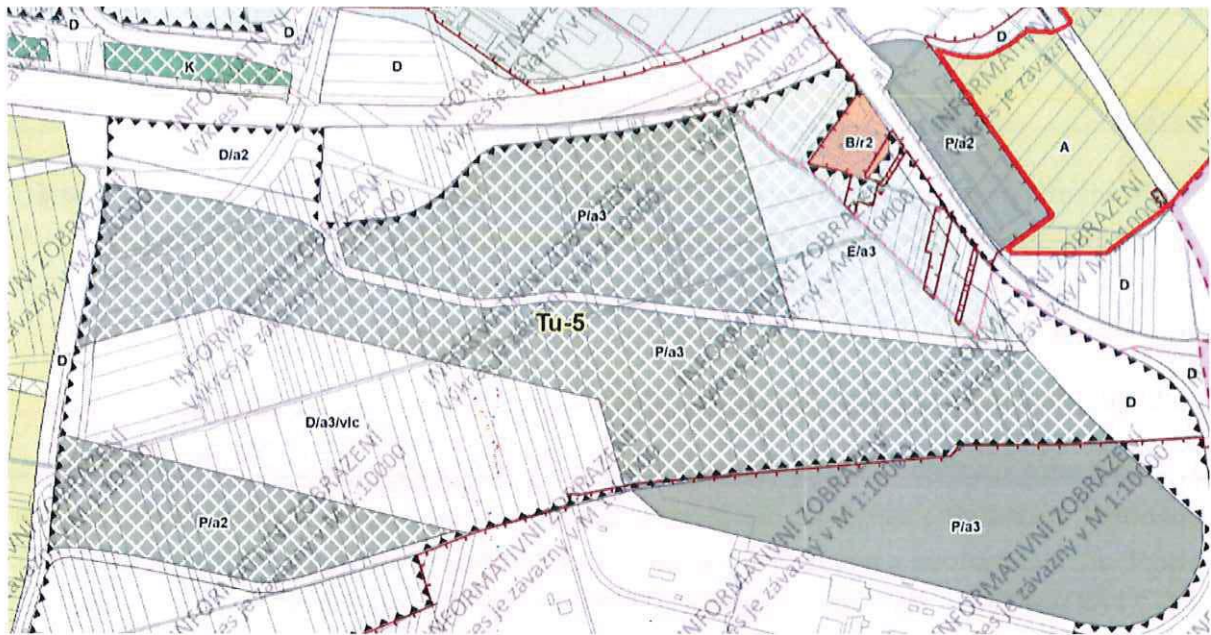 D
D
D
K
D
D/a2
B/r2
P/a2
A
P/a3
E/a3
D
Tu-5
P/a3
D
D
D
D/a3/vlc
P/a2
P/a3
INFORMATIVNÍ ZOBRAZENÍ
Výkres je závazný v M 1:10000